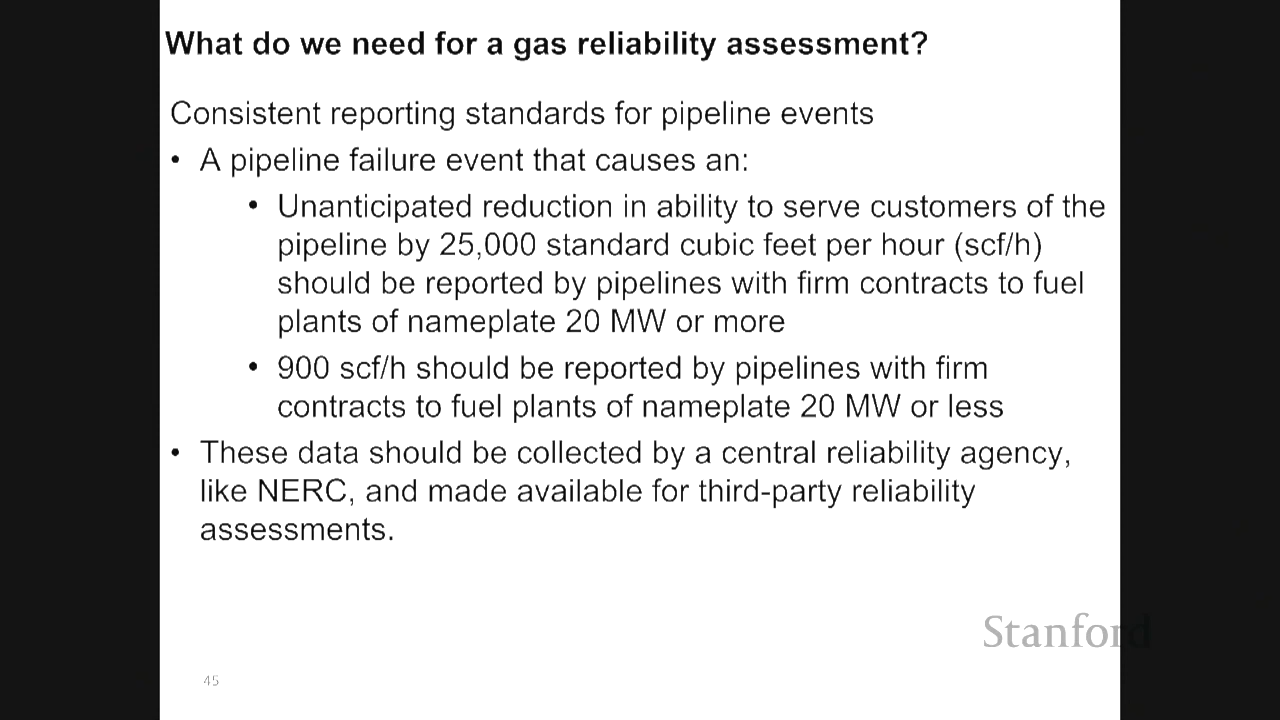 What do we need for a gas reliability assessment?
Consistent reporting standards for pipeline events
• A pipeline failure event that causes an:
• Unanticipated reduction in ability to serve customers of the
pipeline by 25,000 standard cubic feet per hour (scf/h)
should be reported by pipelines with firm contracts to fuel
plants of nameplate 20 MW or more
• 900 scf/h should be reported by pipelines with firm
contracts to fuel plants of nameplate 20 MW or less
• These data should be collected by a central reliability agency,
like NERC, and made available for third-party reliability
assessments.
Stanford
45